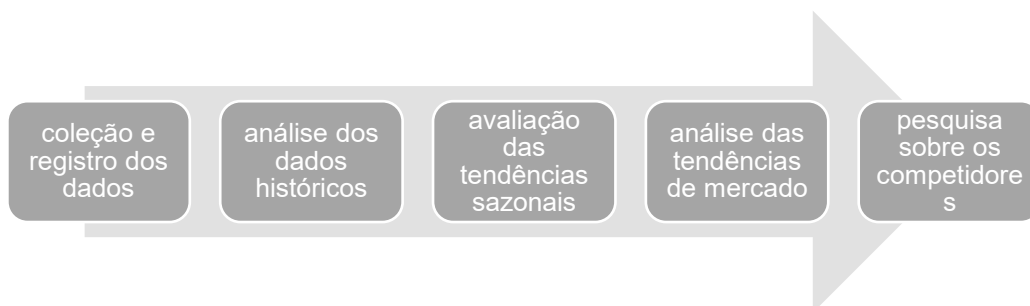 coleção e
registro dos
dados
análise dos
dados
históricos
avaliação
das
tendências
sazonais
análise das
tendências
de mercado
pesquisa
sobre os
competidore
s